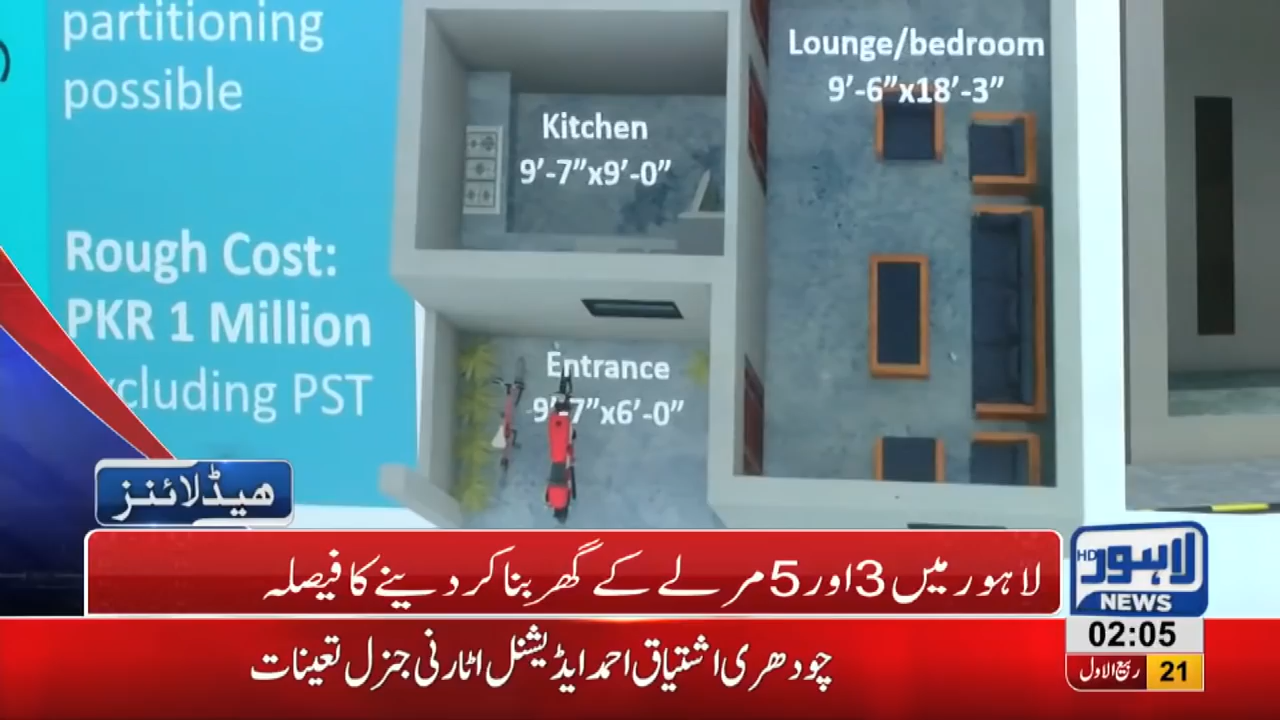 partitioning
possible
Rough Cost:
PKR 1 Million
cluding PST
Kitchen
9’-7”x9’-0”
Lounge/bedroom
9’-6”x18’-3”
Entrance
9’-7”x6’-0”
ھیڈلائنز
لاہور میں 3 اور 5 مرلے کے گھر بنا کر دینے کا فیصلہ
چودھری اشتیاق احمد ایڈیشنل اٹارنی جنرل تعینات
لاہور HD
NEWS
02:05
21 ربیع الاول